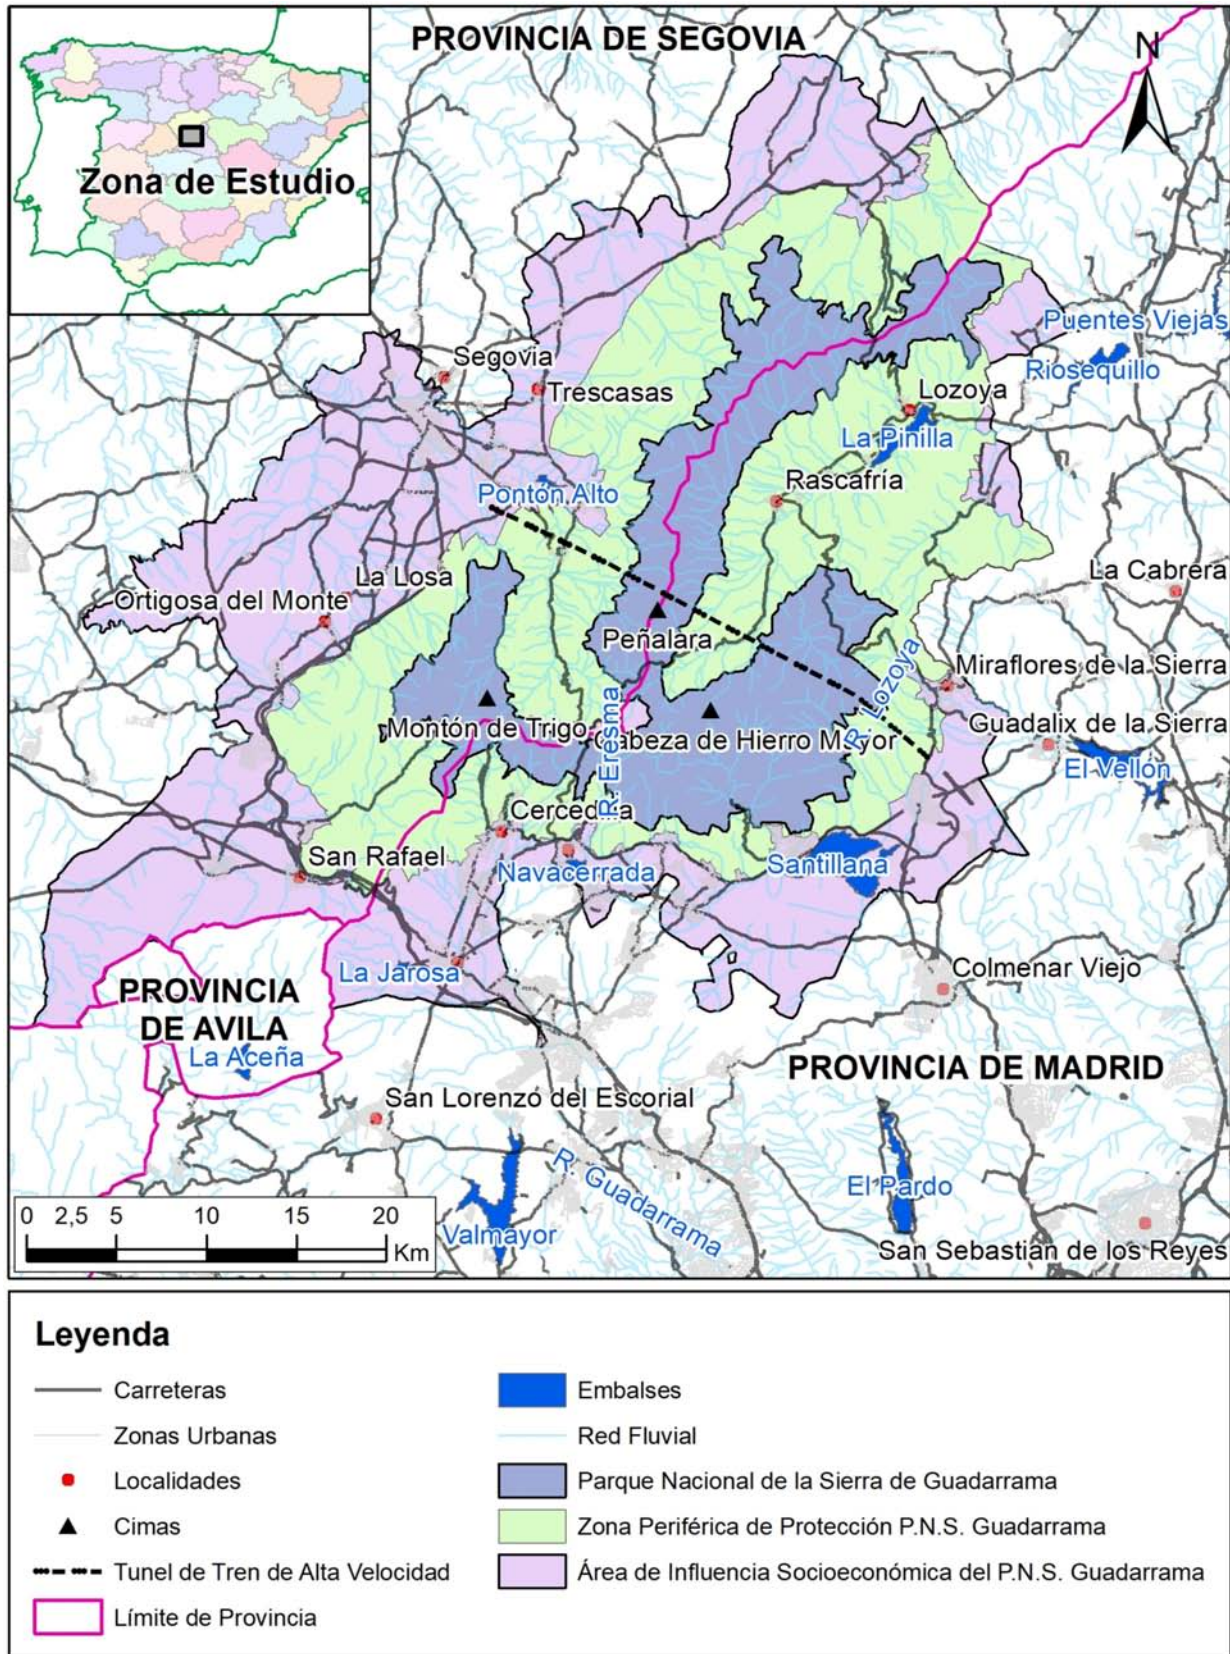 PROVINCIA DE SEGOVIA
N
Zona de Estudio
Puentes Viejas
Riosequillo
Segovia
Trescasas
Lozoya
La Pinilla
Rascafría
Pontón Alto
La Losa
Ortigosa del Monte
La Cabrera
Peñalara
Miraflores de la Sierra
R. Lozoya
Montón de Trigo
Cabeza de Hierro Mayor
Guadalix de la Sierra
El Vellón
R. Eresma
Cercedilla
San Rafael
Navacerrada
Santillana
La Jarosa
Colmenar Viejo
PROVINCIA
DE AVILA
La Aceña
PROVINCIA DE MADRID
San Lorenzó del Escorial
R. Guadarrama
El Pardo
Valmayor
San Sebastián de los Reyes
0 2,5 5 10 15 20
Km
Leyenda
Carreteras
Zonas Urbanas
Localidades
Cimas
Tunel de Tren de Alta Velocidad
Límite de Provincia
Embalses
Red Fluvial
Parque Nacional de la Sierra de Guadarrama
Zona Periférica de Protección P.N.S. Guadarrama
Área de Influencia Socioeconómica del P.N.S. Guadarrama